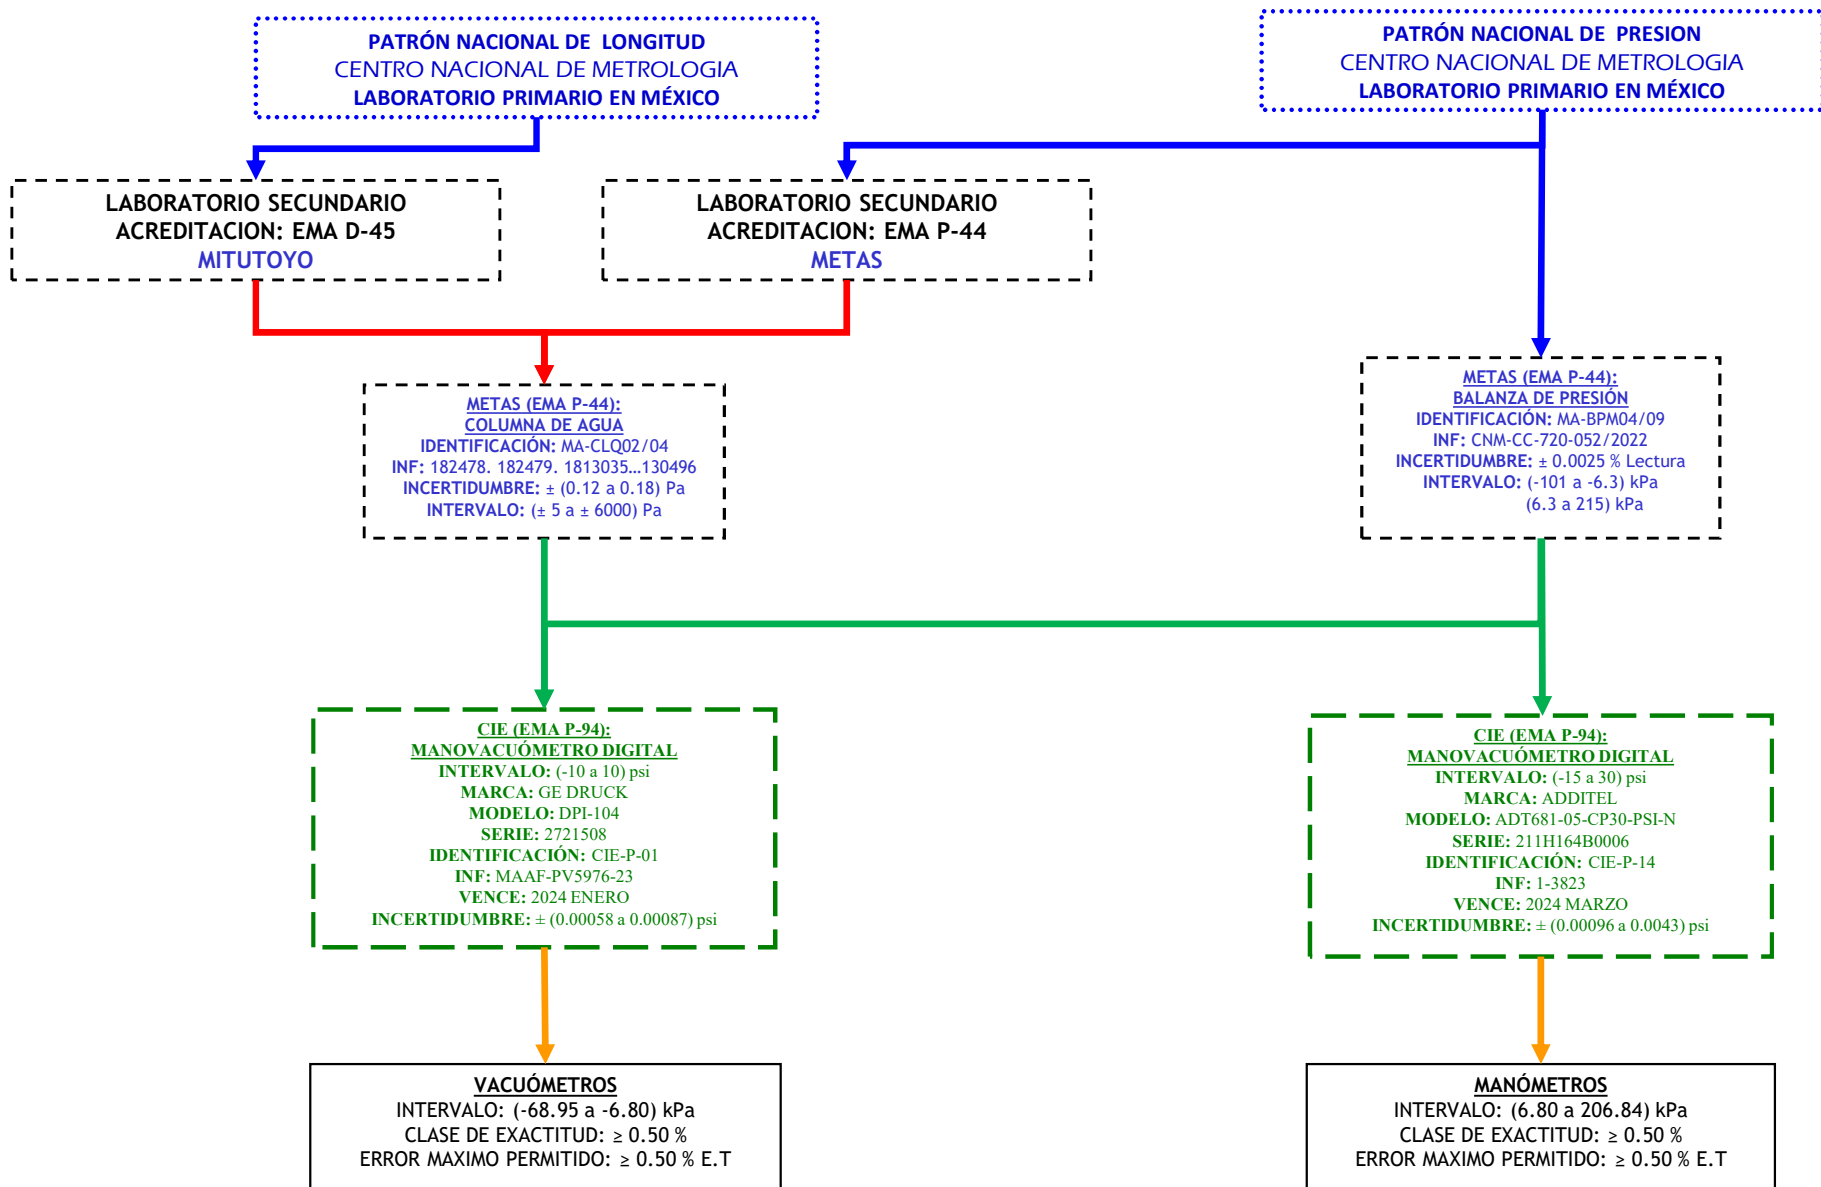 PATRÓN NACIONAL DE LONGITUD
CENTRO NACIONAL DE METROLOGIA
LABORATORIO PRIMARIO EN MÉXICO
PATRÓN NACIONAL DE PRESION
CENTRO NACIONAL DE METROLOGIA
LABORATORIO PRIMARIO EN MÉXICO
LABORATORIO SECUNDARIO
ACREDITACION: EMA D-45
MITUTOYO
LABORATORIO SECUNDARIO
ACREDITACION: EMA P-44
METAS
METAS (EMA P-44):
COLUMNA DE AGUA
IDENTIFICACIÓN: MA-CLQ02/04
INF: 182478. 182479. 1813035…130496
INCERTIDUMBRE: ± (0.12 a 0.18) Pa
INTERVALO: (± 5 a ± 6000) Pa
METAS (EMA P-44):
BALANZA DE PRESIÓN
IDENTIFICACIÓN: MA-BPM04/09
INF: CNM-CC-720-052/2022
INCERTIDUMBRE: ± 0.0025 % Lectura
INTERVALO: (-101 a -6.3) kPa
(6.3 a 215) kPa
CIE (EMA P-94):
MANOVACUÓMETRO DIGITAL
INTERVALO: (-10 a 10) psi
MARCA: GE DRUCK
MODELO: DPI-104
SERIE: 2721508
IDENTIFICACIÓN: CIE-P-01
INF: MAAF-PV5976-23
VENCE: 2024 ENERO
INCERTIDUMBRE: ± (0.00058 a 0.00087) psi
CIE (EMA P-94):
MANOVACUÓMETRO DIGITAL
INTERVALO: (-15 a 30) psi
MARCA: ADDITEL
MODELO: ADT681-05-CP30-PSI-N
SERIE: 211H164B0006
IDENTIFICACIÓN: CIE-P-14
INF: 1-3823
VENCE: 2024 MARZO
INCERTIDUMBRE: ± (0.00096 a 0.0043) psi
VACUÓMETROS
INTERVALO: (-68.95 a -6.80) kPa
CLASE DE EXACTITUD: ≥ 0.50 %
ERROR MAXIMO PERMITIDO: ≥ 0.50 % E.T
MANÓMETROS
INTERVALO: (6.80 a 206.84) kPa
CLASE DE EXACTITUD: ≥ 0.50 %
ERROR MAXIMO PERMITIDO: ≥ 0.50 % E.T